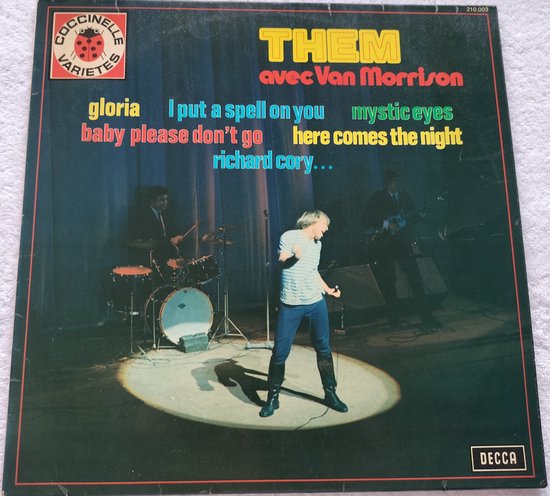 210.003
COCCINELLE
VARIETES
THEM
avec Van Morrison
gloria I put a spell on you mystic eyes
baby please don't go here comes the night
richard cory...
DECCA